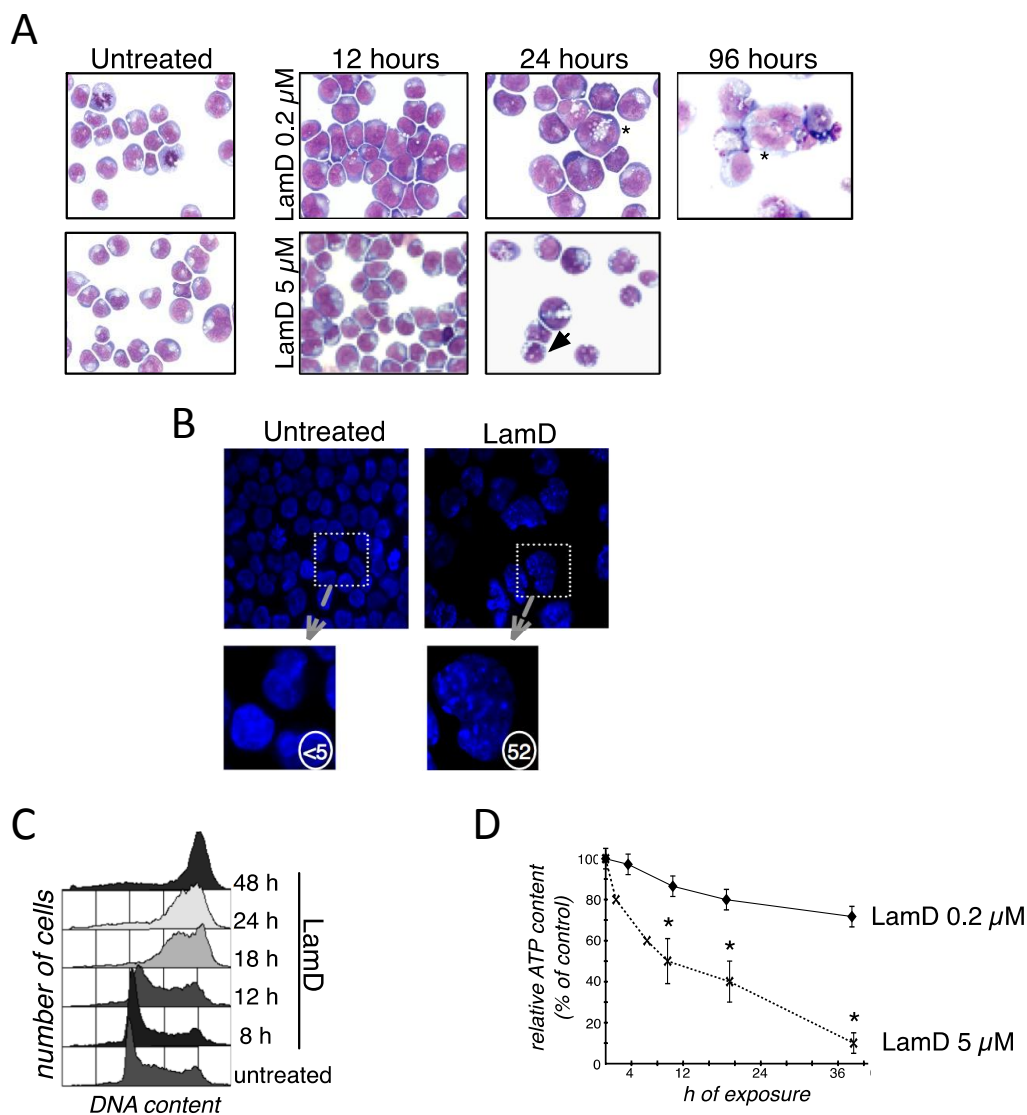 A
Untreated
12 hours
24 hours
96 hours
LamD 0.2 µM
*
*
LamD 5 µM
B
Untreated
LamD
<5
52
C
number of cells
48 h
24 h
18 h
12 h
8 h
untreated
LamD
DNA content
D
relative ATP content
(% of control)
100
80
60
40
20
0
4
12
24
36
*
*
*
LamD 0.2 µM
LamD 5 µM
h of exposure